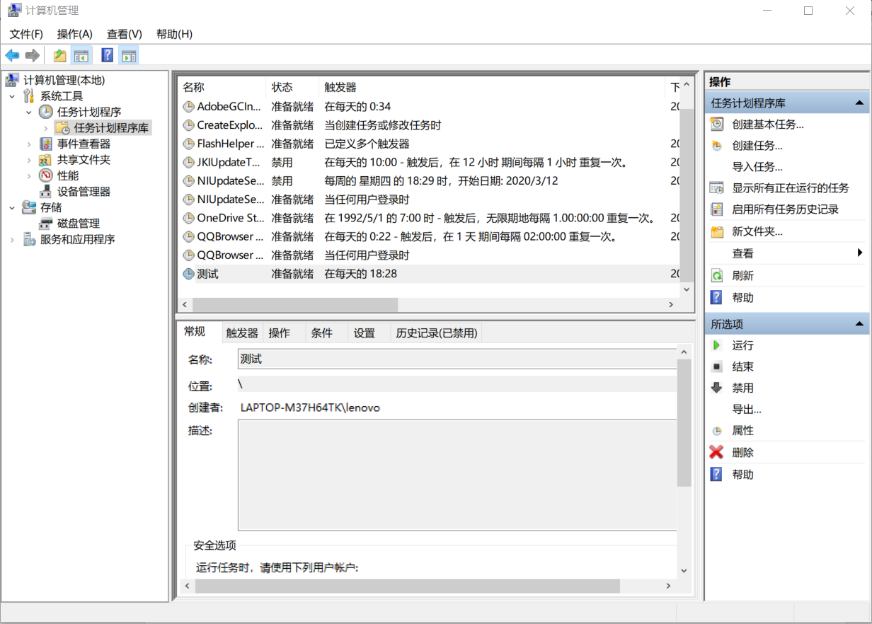 计算机管理
文件(F) 操作(A) 查看(V) 帮助(H)
计算机管理(本地)
系统工具
任务计划程序
任务计划程序库
事件查看器
共享文件夹
性能
设备管理器
存储
磁盘管理
服务和应用程序
名称 状态 触发器 下
AdobeGCIn... 准备就绪 在每天的 0:34 20
CreateExplo... 准备就绪 当创建任务或修改任务时
FlashHelper ... 准备就绪 已定义多个触发器 20
JKIUpdateT... 禁用 在每天的 10:00 - 触发后，在 12 小时 期间每隔 1 小时 重复一次。 20
NIUpdateSe... 禁用 每周的 星期四 的 18:29 时，开始日期: 2020/3/12 20
NIUpdateSe... 准备就绪 当任何用户登录时
OneDrive St... 准备就绪 在 1992/5/1 的 7:00 时 - 触发后，无限期地每隔 1.00:00:00 重复一次。 20
QQBrowser ... 准备就绪 在每天的 0:22 - 触发后，在 1 天 期间每隔 02:00:00 重复一次。 20
QQBrowser ... 准备就绪 当任何用户登录时
测试 准备就绪 在每天的 18:28 20
常规 触发器 操作 条件 设置 历史记录(已禁用)
名称: 测试
位置: \
创建者: LAPTOP-M37H64TK\lenovo
描述:
安全选项
运行任务时，请使用下列用户帐户:
操作
任务计划程序库
创建基本任务...
创建任务...
导入任务...
显示所有正在运行的任务
启用所有任务历史记录
新文件夹...
查看
刷新
帮助
所选项
运行
结束
禁用
导出...
属性
删除
帮助